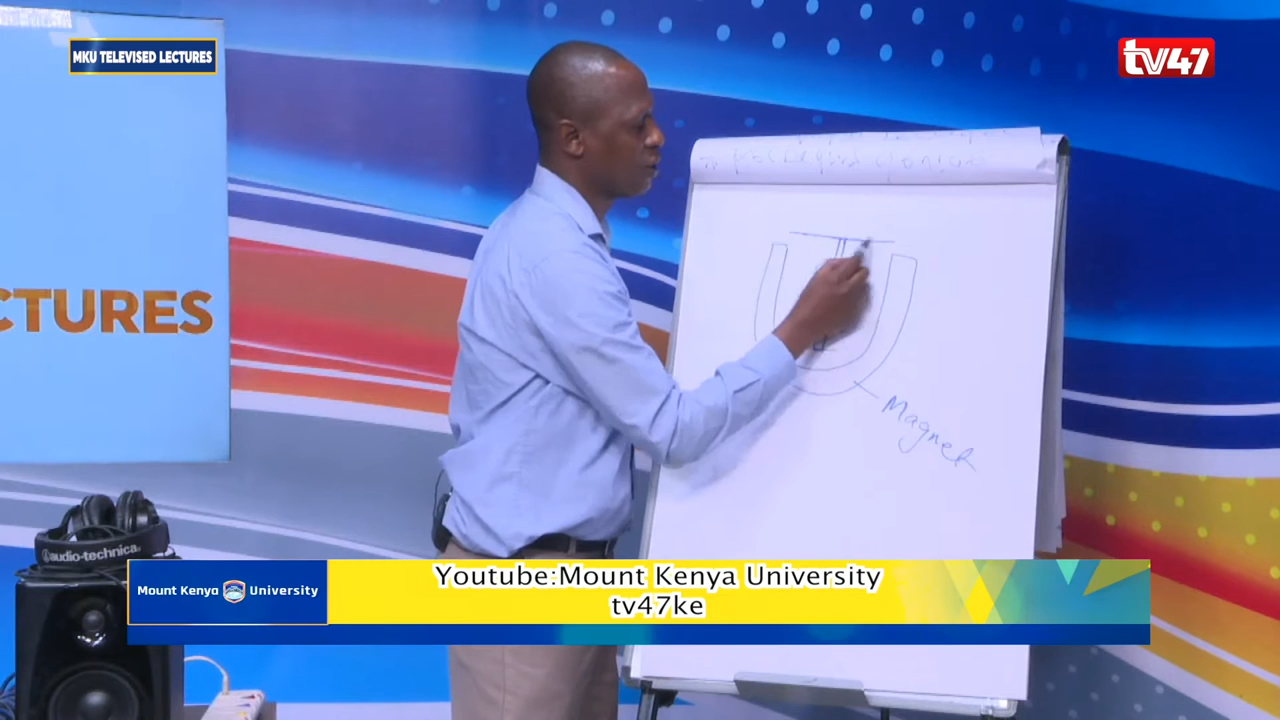 MKU TELEVISED LECTURES
tv47
CTURES
Magnet
audio-technica
Mount Kenya University
Youtube:Mount Kenya University
tv47ke